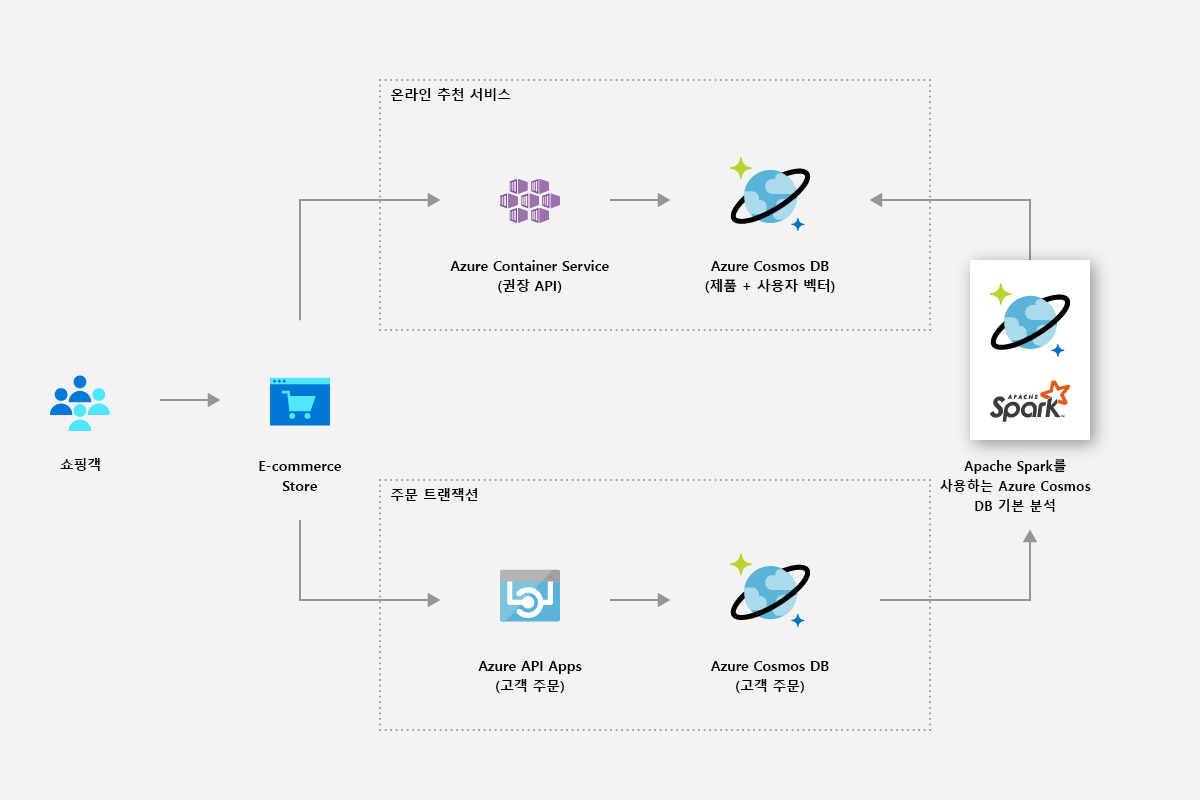 온라인 추천 서비스
Azure Container Service
(권장 API)
Azure Cosmos DB
(제품 + 사용자 벡터)
쇼핑객
E-commerce
Store
APACHE
Spark™
Apache Spark를
사용하는 Azure Cosmos
DB 기본 분석
주문 트랜잭션
Azure API Apps
(고객 주문)
Azure Cosmos DB
(고객 주문)